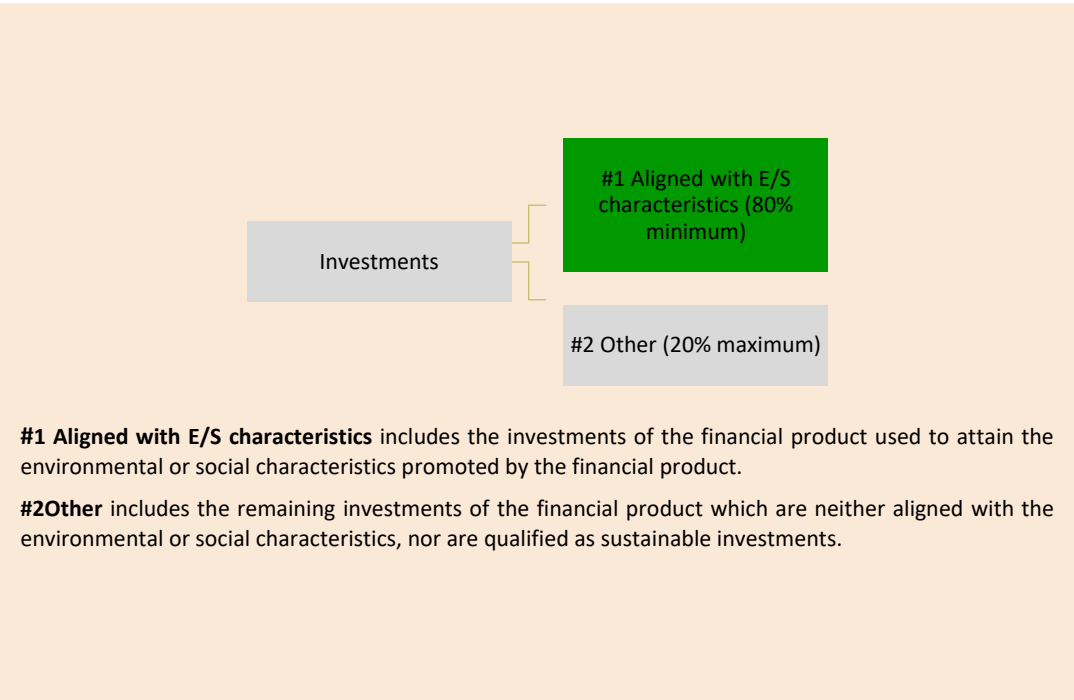 #1 Aligned with E/S
characteristics (80%
minimum)
Investments
#2 Other (20% maximum)
#1 Aligned with E/S characteristics includes the investments of the financial product used to attain the
environmental or social characteristics promoted by the financial product.
#2Other includes the remaining investments of the financial product which are neither aligned with the
environmental or social characteristics, nor are qualified as sustainable investments.